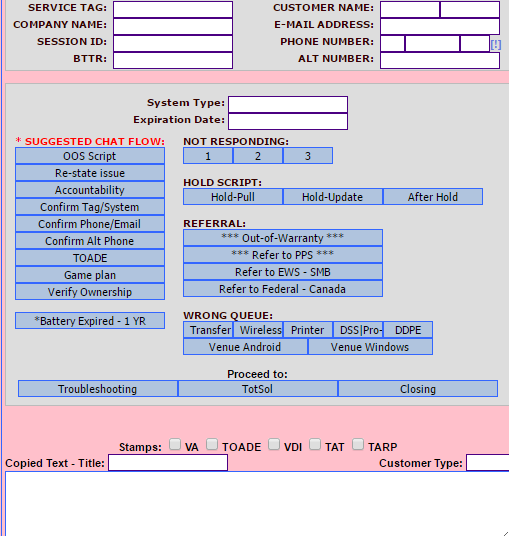 SERVICE TAG: CUSTOMER NAME:
COMPANY NAME: E-MAIL ADDRESS:
SESSION ID: PHONE NUMBER: [!]
BTTR: ALT NUMBER:
System Type:
Expiration Date:
* SUGGESTED CHAT FLOW:
OOS Script
Re-state issue
Accountability
Confirm Tag/System
Confirm Phone/Email
Confirm Alt Phone
TOADE
Game plan
Verify Ownership
*Battery Expired - 1 YR
NOT RESPONDING:
1 2 3
HOLD SCRIPT:
Hold-Pull Hold-Update After Hold
REFERRAL:
*** Out-of-Warranty ***
*** Refer to PPS ***
Refer to EWS - SMB
Refer to Federal - Canada
WRONG QUEUE:
Transfer Wireless Printer DSS|Pro- DDPE
Venue Android Venue Windows
Proceed to:
Troubleshooting TotSol Closing
Stamps: VA TOADE VDI TAT TARP
Copied Text - Title: Customer Type: